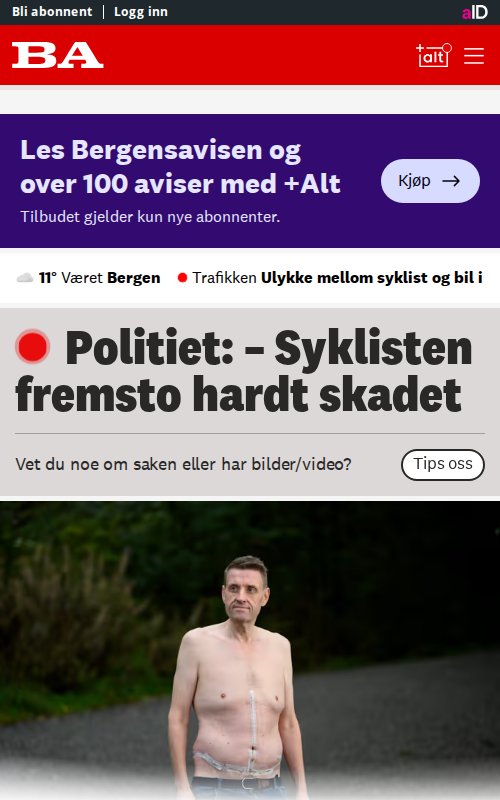 Bli abonnent | Logg inn
aID
BA
+alt
Les Bergensavisen og
over 100 aviser med +Alt
Tilbudet gjelder kun nye abonnenter.
Kjøp
11° Været Bergen
Trafikken Ulykke mellom syklist og bil i
Politiet: – Syklisten
fremsto hardt skadet
Vet du noe om saken eller har bilder/video?
Tips oss